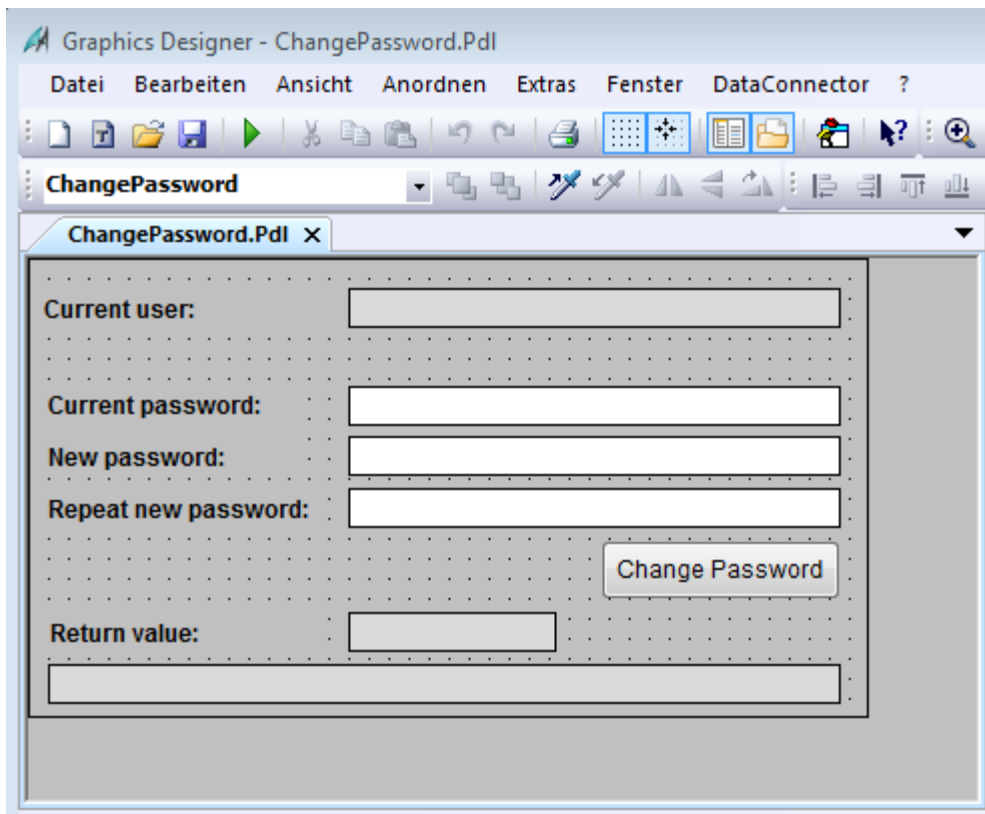 Graphics Designer - ChangePassword.Pdl
Datei Bearbeiten Ansicht Anordnen Extras Fenster DataConnector ?
ChangePassword
ChangePassword.Pdl X
Current user:
Current password:
New password:
Repeat new password:
Change Password
Return value: